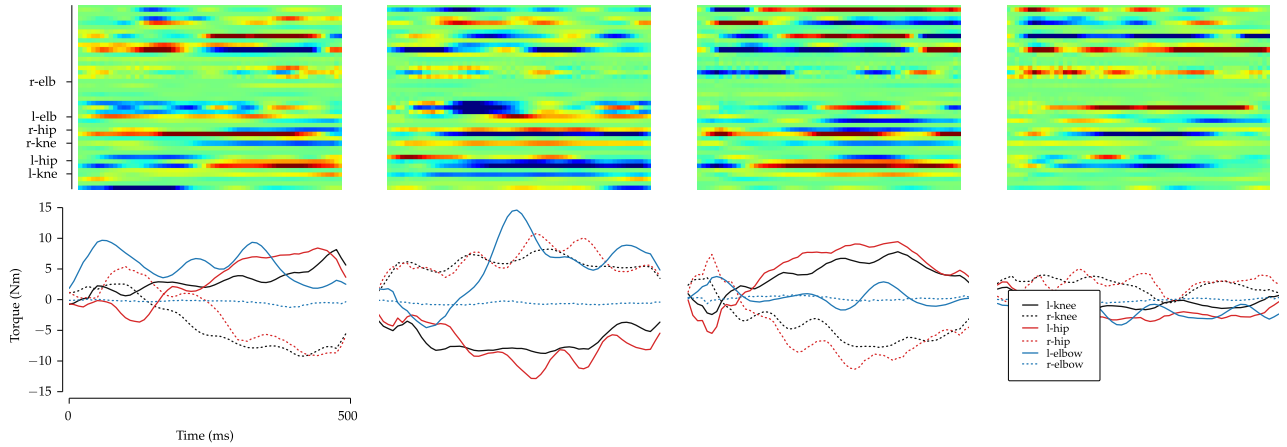 r-elb
l-elb
r-hip
r-kne
l-hip
l-kne
15
10
5
0
−5
−10
−15
Torque (Nm)
0
500
Time (ms)
l-knee
r-knee
l-hip
r-hip
l-elbow
r-elbow